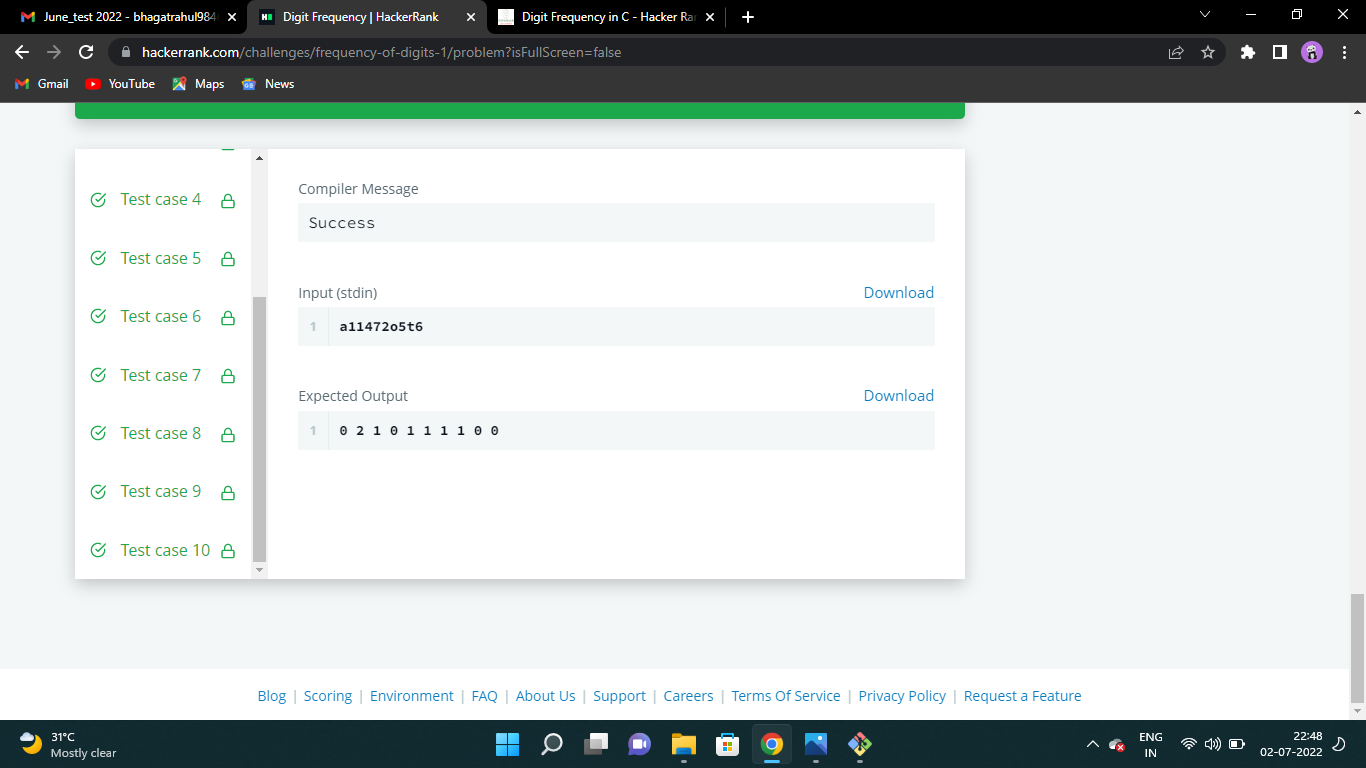 June_test 2022 - bhagatrahul984
Digit Frequency | HackerRank
Digit Frequency in C - Hacker Ra
hackerrank.com/challenges/frequency-of-digits-1/problem?isFullScreen=false
Gmail
YouTube
Maps
News
Test case 4
Test case 5
Test case 6
Test case 7
Test case 8
Test case 9
Test case 10
Compiler Message
Success
Input (stdin)
Download
1 a11472o5t6
Expected Output
Download
1 0 2 1 0 1 1 1 1 0 0
Blog | Scoring | Environment | FAQ | About Us | Support | Careers | Terms Of Service | Privacy Policy | Request a Feature
31°C
Mostly clear
ENG
IN
22:48
02-07-2022